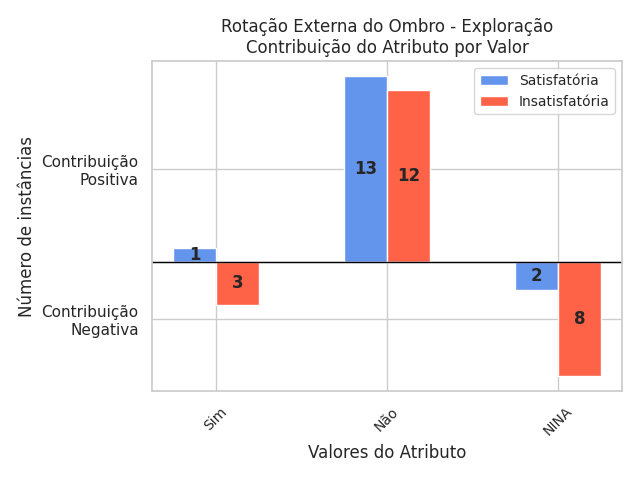 Rotação Externa do Ombro - Exploração
Contribuição do Atributo por Valor
Satisfatória
Insatisfatória
Número de instâncias
Contribuição
Positiva
Contribuição
Negativa
1
3
13
12
2
8
Sim
Não
NINA
Valores do Atributo